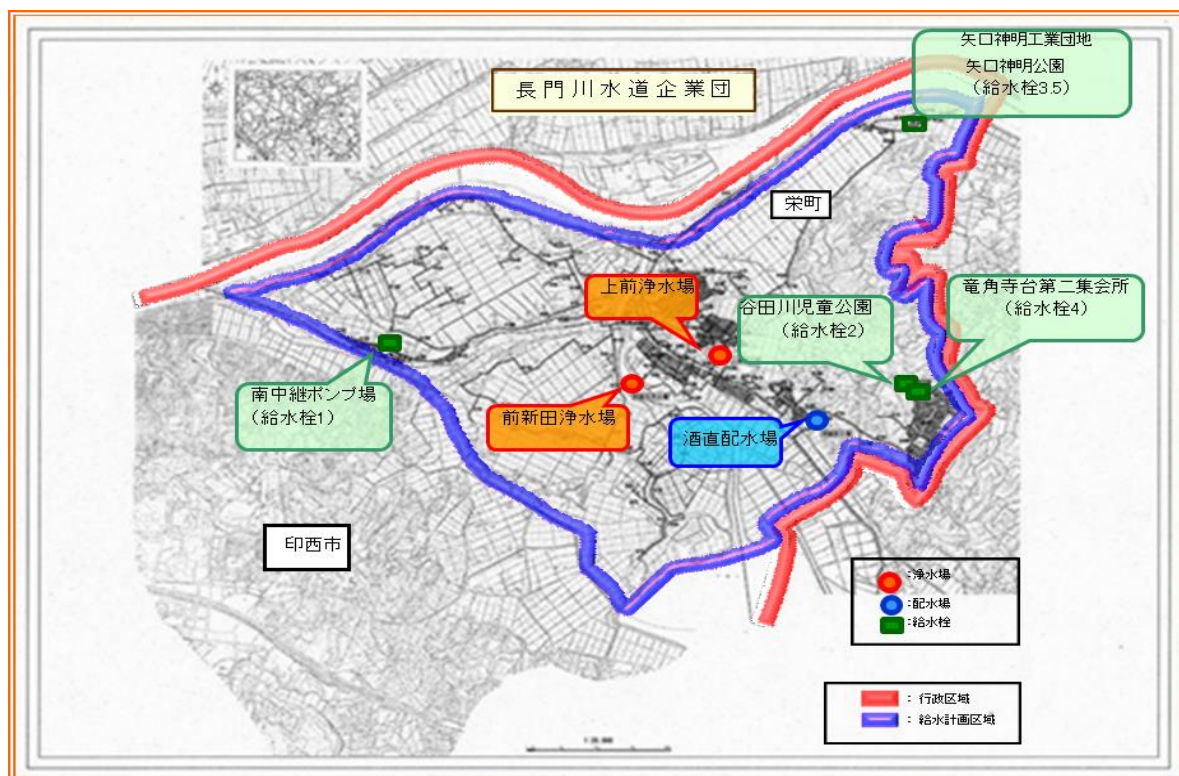 矢口神明工業団地
矢口神明公園
（給水栓3.5）
長門川水道企業団
栄町
上前浄水場
谷田川児童公園
（給水栓2）
竜角寺台第二集会所
（給水栓4）
南中継ポンプ場
（給水栓1）
前新田浄水場
酒直配水場
印西市
：浄水場
：配水場
：給水栓
：行政区域
：給水計画区域